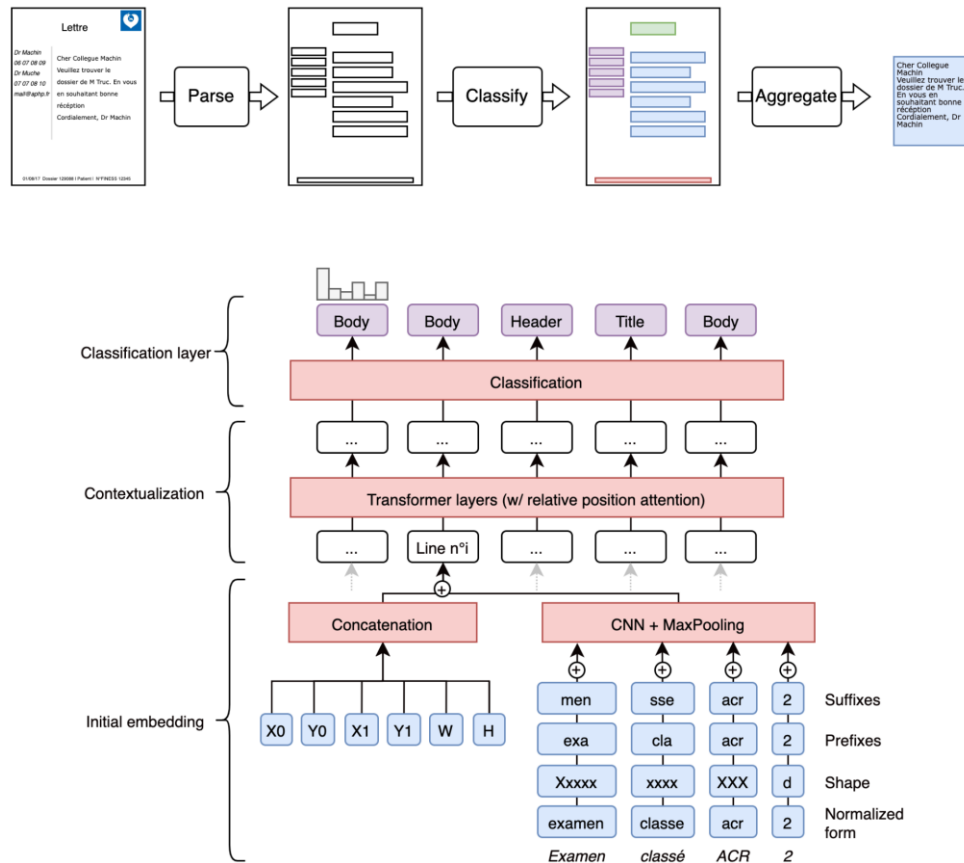 Lettre
Dr Machin
06 07 08 09
Dr Muche
07 07 08 10
mail@aphp.fr
Cher Collegue Machin
Veuillez trouver le
dossier de M Truc. En vous
en souhaitant bonne
récéption
Cordialement, Dr Machin
Parse
Classify
Aggregate
Cher Collegue
Machin
Veuillez trouver le
dossier de M Truc.
En vous en
souhaitant bonne
récéption
Cordialement, Dr
Machin
Classification layer
Body
Body
Header
Title
Body
Classification
...
...
...
...
...
Contextualization
Transformer layers (w/ relative position attention)
...
Line n°i
...
...
...
Concatenation
CNN + MaxPooling
Initial embedding
X0
Y0
X1
Y1
W
H
men
sse
acr
2
Suffixes
exa
cla
acr
2
Prefixes
Xxxxx
xxxx
XXX
d
Shape
examen
classe
acr
2
Normalized
form
Examen
classé
ACR
2